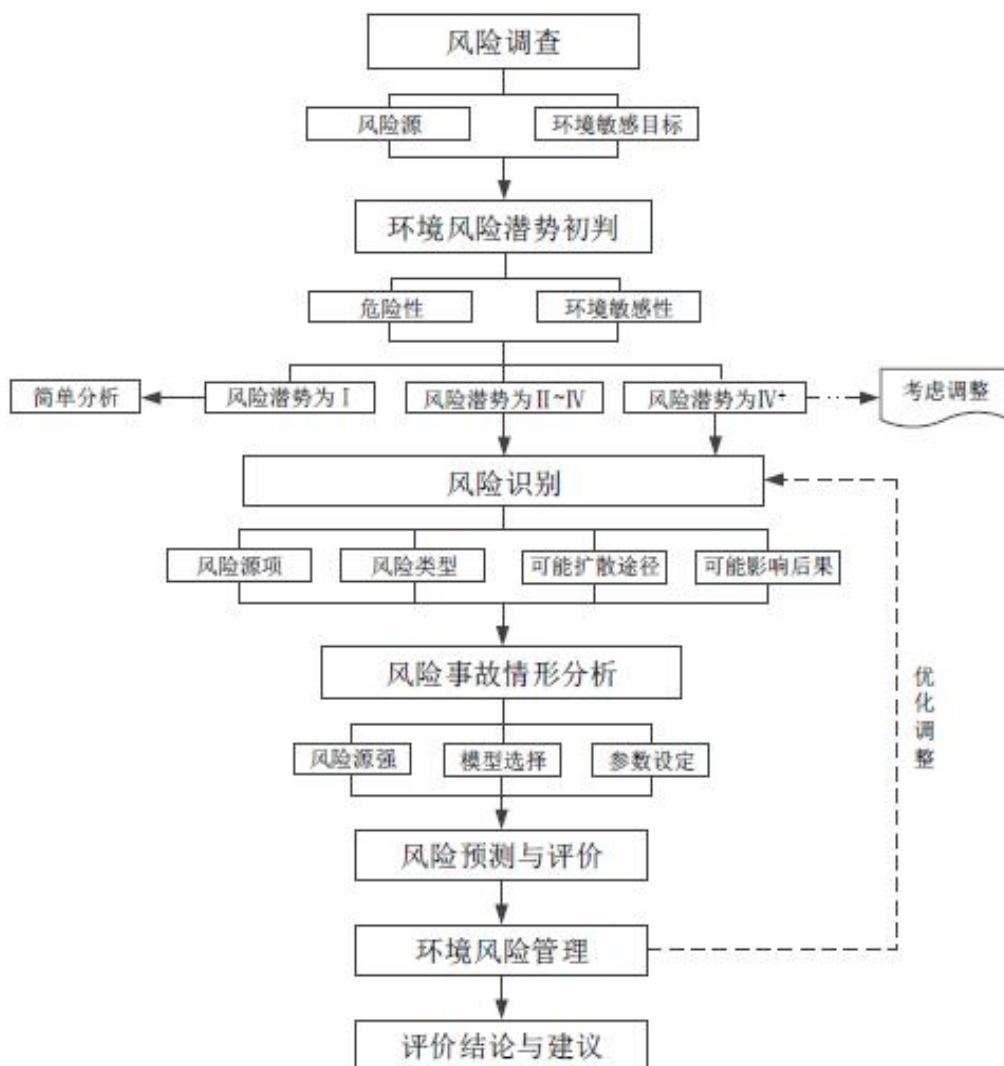 风险调查
风险源
环境敏感目标
环境风险潜势初判
危险性
环境敏感性
简单分析
风险潜势为Ⅰ
风险潜势为Ⅱ~Ⅳ
风险潜势为Ⅳ+
考虑调整
风险识别
风险源项
风险类型
可能扩散途径
可能影响后果
风险事故情形分析
优化调整
风险源强
模型选择
参数设定
风险预测与评价
环境风险管理
评价结论与建议